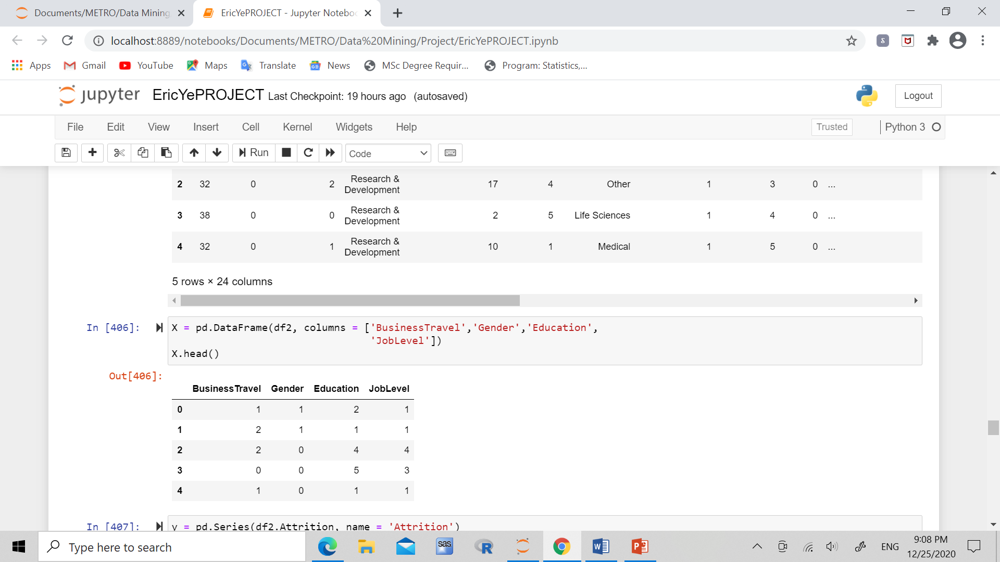 Documents/METRO/Data Mining
EricYePROJECT - Jupyter Noteboo
localhost:8889/notebooks/Documents/METRO/Data%20Mining/Project/EricYePROJECT.ipynb
Apps Gmail YouTube Maps Translate News MSc Degree Requir... Program: Statistics,...
jupyter EricYePROJECT Last Checkpoint: 19 hours ago (autosaved) Logout
File Edit View Insert Cell Kernel Widgets Help Trusted Python 3
Run Code
2 32 0 2 Research & Development 17 4 Other 1 3 0 ...
3 38 0 0 Research & Development 2 5 Life Sciences 1 4 0 ...
4 32 0 1 Research & Development 10 1 Medical 1 5 0 ...
5 rows × 24 columns
In [406]: X = pd.DataFrame(df2, columns = ['BusinessTravel','Gender','Education',
'JobLevel'])
X.head()
Out[406]:
BusinessTravel Gender Education JobLevel
0 1 1 2 1
1 2 1 1 1
2 2 0 4 4
3 0 0 5 3
4 1 0 1 1
In [407]: y = pd.Series(df2.Attrition, name = 'Attrition')
Type here to search
sas
R
W
P
ENG
9:08 PM
12/25/2020